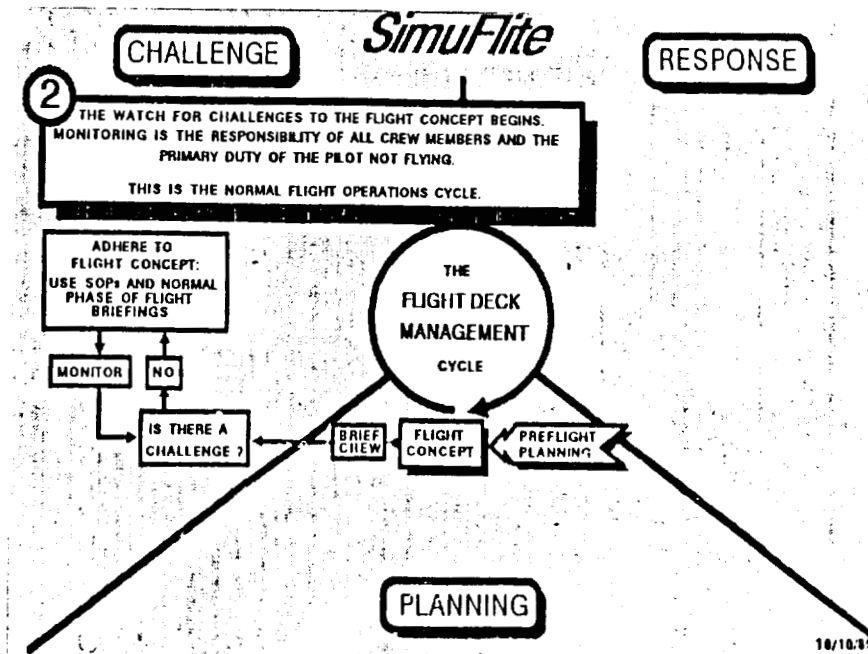 SimuFlite
CHALLENGE
RESPONSE
2
THE WATCH FOR CHALLENGES TO THE FLIGHT CONCEPT BEGINS.
MONITORING IS THE RESPONSIBILITY OF ALL CREW MEMBERS AND THE
PRIMARY DUTY OF THE PILOT NOT FLYING.
THIS IS THE NORMAL FLIGHT OPERATIONS CYCLE.
ADHERE TO
FLIGHT CONCEPT:
USE SOPs AND NORMAL
PHASE OF FLIGHT
BRIEFINGS
MONITOR
NO
IS THERE A
CHALLENGE ?
THE
FLIGHT DECK
MANAGEMENT
CYCLE
BRIEF
CREW
FLIGHT
CONCEPT
PREFLIGHT
PLANNING
PLANNING